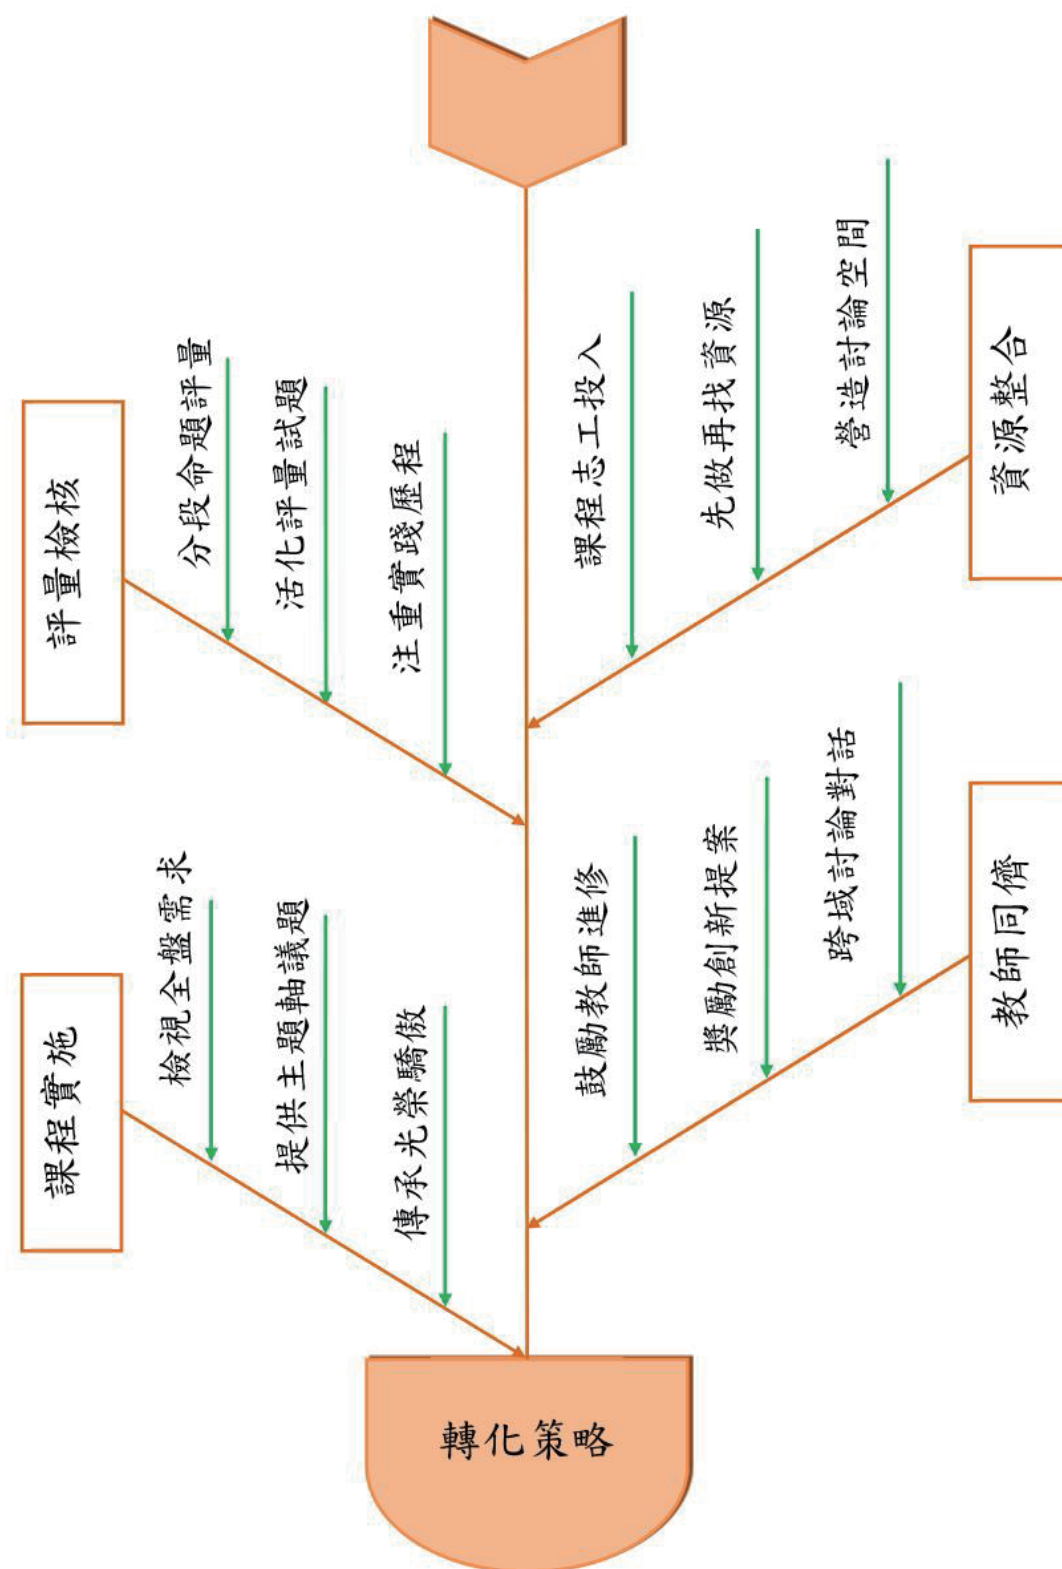 評量檢核
分段命題評量
活化評量試題
注重實踐歷程
課程志工投入
先做再找資源
營造討論空間
資源整合
課程實施
檢視全盤需求
提供主題軸議題
傳承光榮驕傲
鼓勵教師進修
獎勵創新提案
跨域討論對話
教師同儕
轉化策略